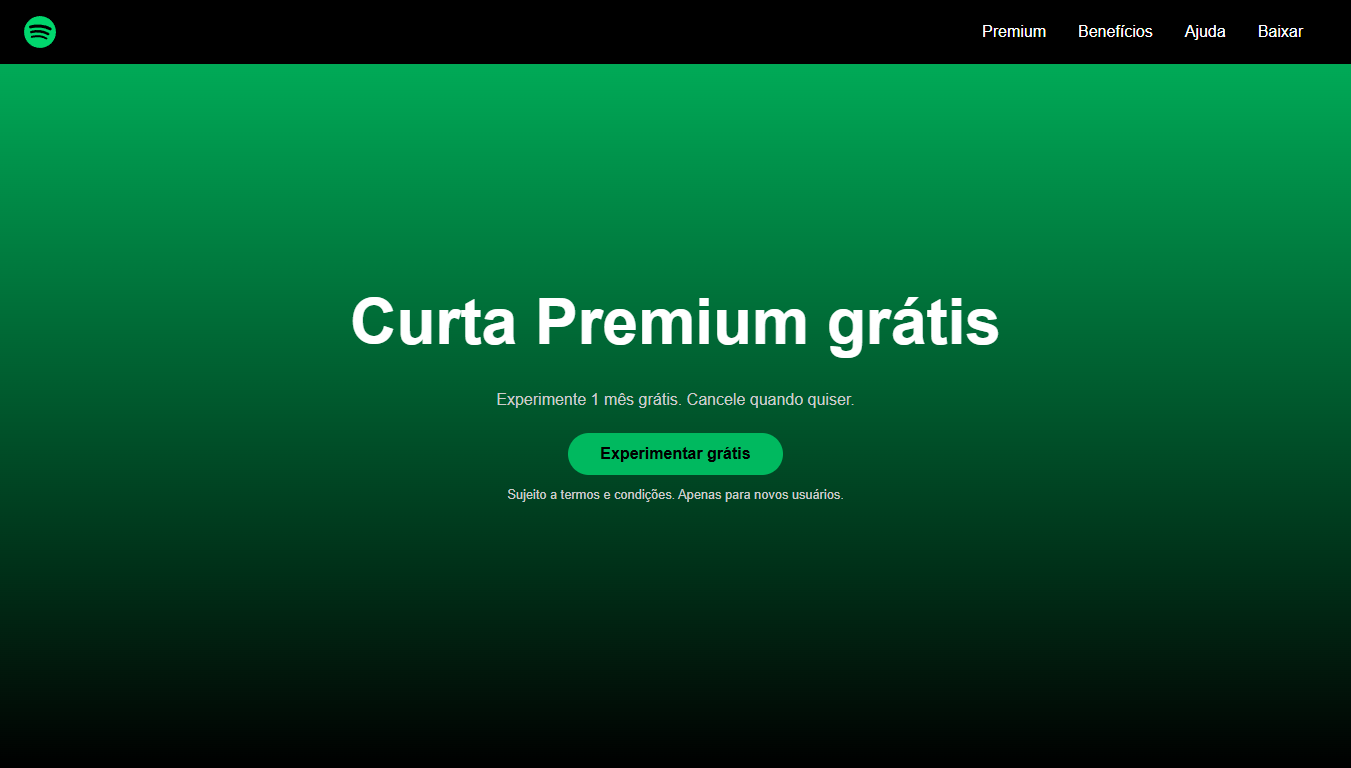 Premium Benefícios Ajuda Baixar
Curta Premium grátis
Experimente 1 mês grátis. Cancele quando quiser.
Experimentar grátis
Sujeito a termos e condições. Apenas para novos usuários.